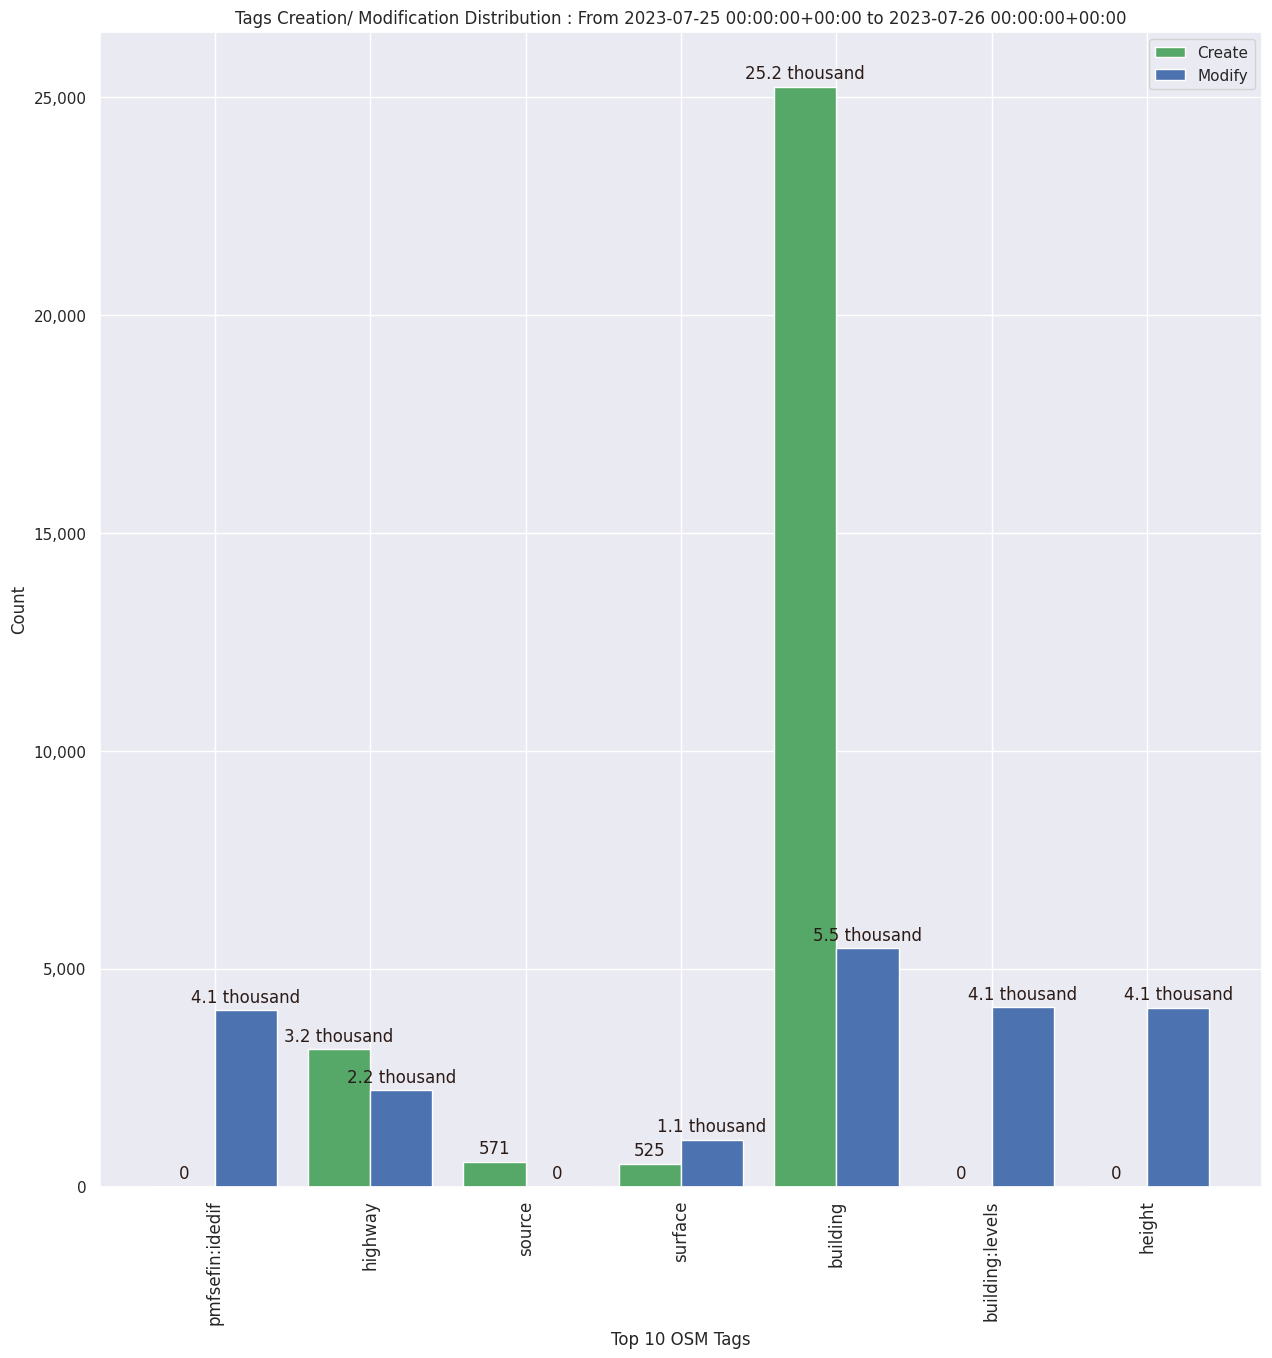 Tags Creation/ Modification Distribution : From 2023-07-25 00:00:00+00:00 to 2023-07-26 00:00:00+00:00
Create
Modify
25.2 thousand
25,000
20,000
15,000
10,000
5,000
0
Count
5.5 thousand
4.1 thousand
4.1 thousand
4.1 thousand
3.2 thousand
2.2 thousand
1.1 thousand
571
525
0
0
0
0
pmfsefin:idedif
highway
source
surface
building
building:levels
height
Top 10 OSM Tags